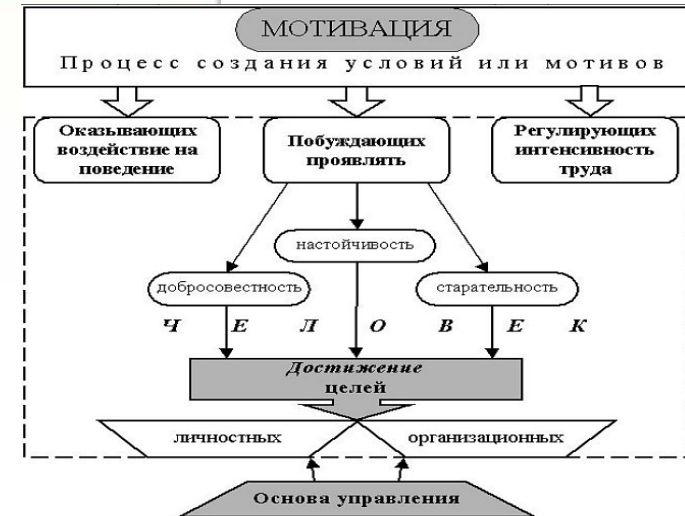 МОТИВАЦИЯ
Процесс создания условий или мотивов
Оказывающих
воздействие на
поведение
Побуждающих
проявлять
Регулирующих
интенсивность
труда
настойчивость
добросовестность
старательность
Ч Е Л О В Е К
Достижение
целей
личностных
организационных
Основа управления